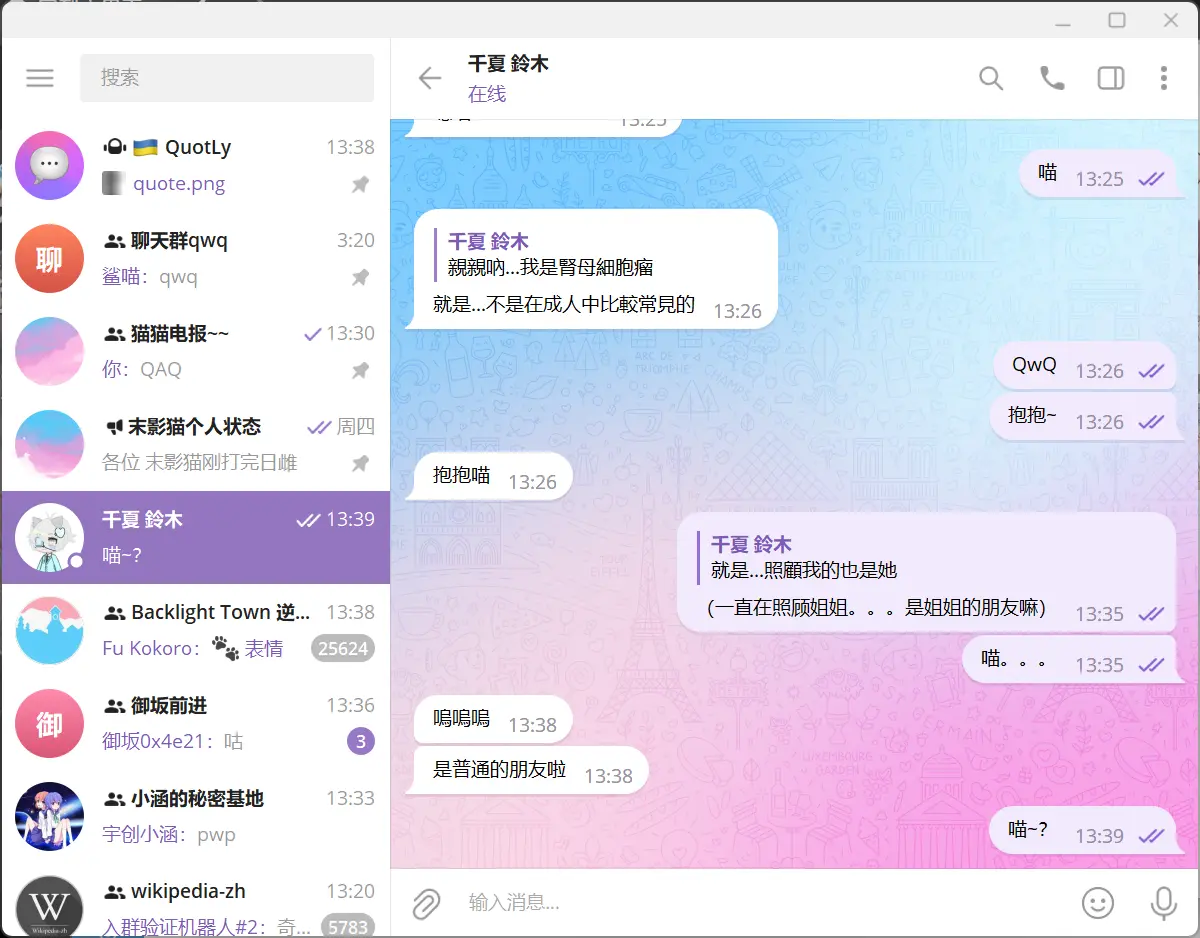 搜索
QuotLy 13:38
quote.png
聊
聊天群qwq 3:20
鲨喵：qwq
猫猫电报~~ 13:30
你：QAQ
末影猫个人状态 周四
各位 末影猫刚打完日雌
千夏 鈴木 13:39
喵~?
Backlight Town 逆... 13:38
Fu Kokoro：🐾表情 25624
御
御坂前进 13:36
御坂0x4e21：咕 3
小涵的秘密基地 13:33
宇创小涵：pwp
W
Wikipedia-zh
wikipedia-zh 13:20
入群验证机器人#2：奇... 5783
千夏 鈴木
在线
13:25
喵 13:25
千夏 鈴木
親親吶...我是腎母細胞瘤
就是...不是在成人中比較常見的 13:26
QwQ 13:26
抱抱~ 13:26
抱抱喵 13:26
千夏 鈴木
就是...照顧我的也是她
(一直在照顾姐姐。。。是姐姐的朋友嘛) 13:35
喵。。。 13:35
嗚嗚嗚 13:38
是普通的朋友啦 13:38
喵~? 13:39
输入消息...